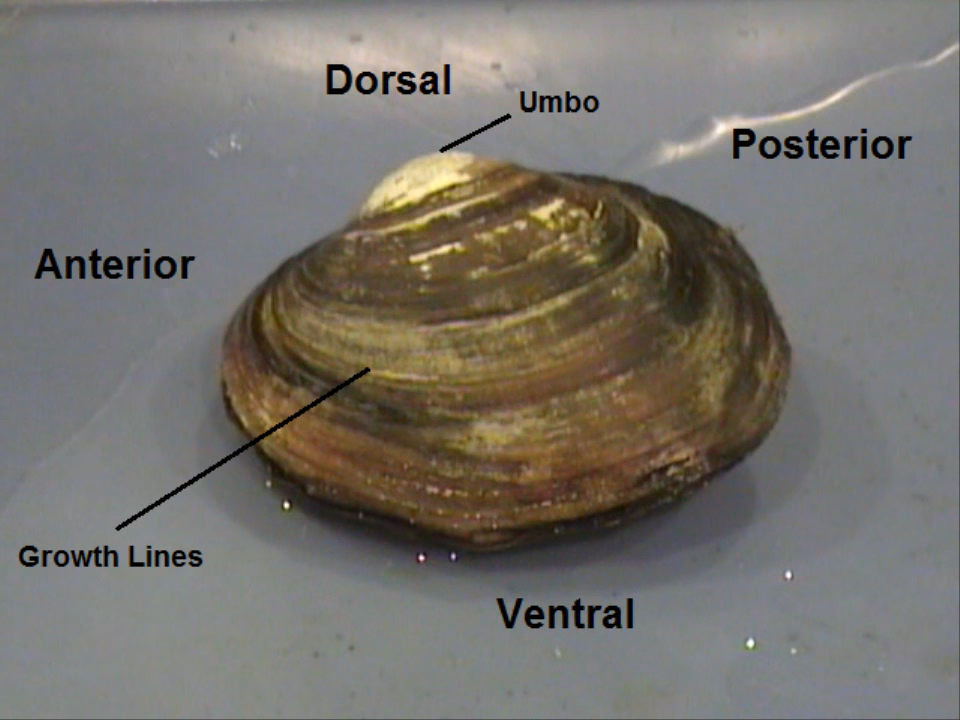 Dorsal
Umbo
Posterior
Anterior
Growth Lines
Ventral